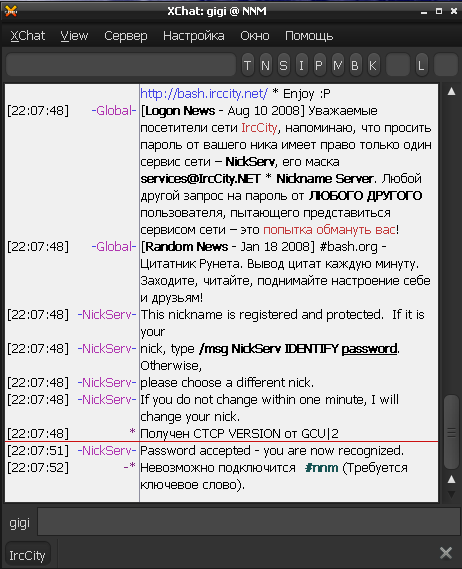 XChat: gigi @ NNM
XChat View Сервер Настройка Окно Помощь
T N S I P M B K L
http://bash.irccity.net/ * Enjoy :P
[22:07:48] -Global- [Logon News - Aug 10 2008] Уважаемые
посетители сети IrcCity, напоминаю, что просить
пароль от вашего ника имеет право только один
сервис сети – NickServ, его маска
services@IrcCity.NET * Nickname Server. Любой
другой запрос на пароль от ЛЮБОГО ДРУГОГО
пользователя, пытающего представиться
сервисом сети – это попытка обмануть вас!
[22:07:48] -Global- [Random News - Jan 18 2008] #bash.org -
Цитатник Рунета. Вывод цитат каждую минуту.
Заходите, читайте, поднимайте настроение себе
и друзьям!
[22:07:48] -NickServ- This nickname is registered and protected. If it is
your
[22:07:48] -NickServ- nick, type /msg NickServ IDENTIFY password.
Otherwise,
[22:07:48] -NickServ- please choose a different nick.
[22:07:48] -NickServ- If you do not change within one minute, I will
change your nick.
[22:07:48] * Получен CTCP VERSION от GCU|2
[22:07:51] -NickServ- Password accepted - you are now recognized.
[22:07:52] -* Невозможно подключится #nnm (Требуется
ключевое слово).
gigi
IrcCity